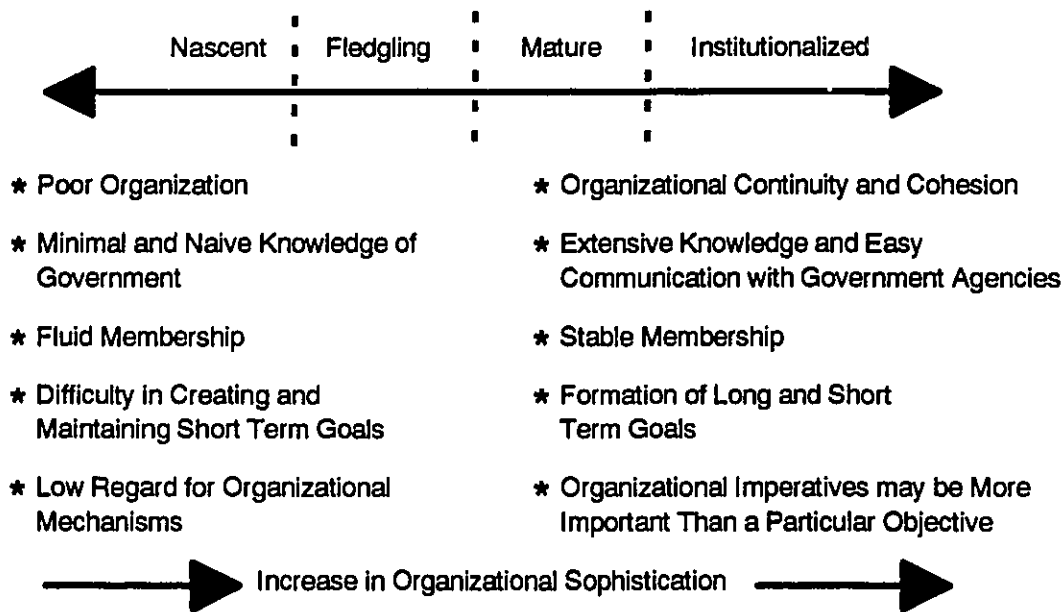 Nascent Fledgling Mature Institutionalized
* Poor Organization
* Minimal and Naive Knowledge of
Government
* Fluid Membership
* Difficulty in Creating and
Maintaining Short Term Goals
* Low Regard for Organizational
Mechanisms
* Organizational Continuity and Cohesion
* Extensive Knowledge and Easy
Communication with Government Agencies
* Stable Membership
* Formation of Long and Short
Term Goals
* Organizational Imperatives may be More
Important Than a Particular Objective
Increase in Organizational Sophistication